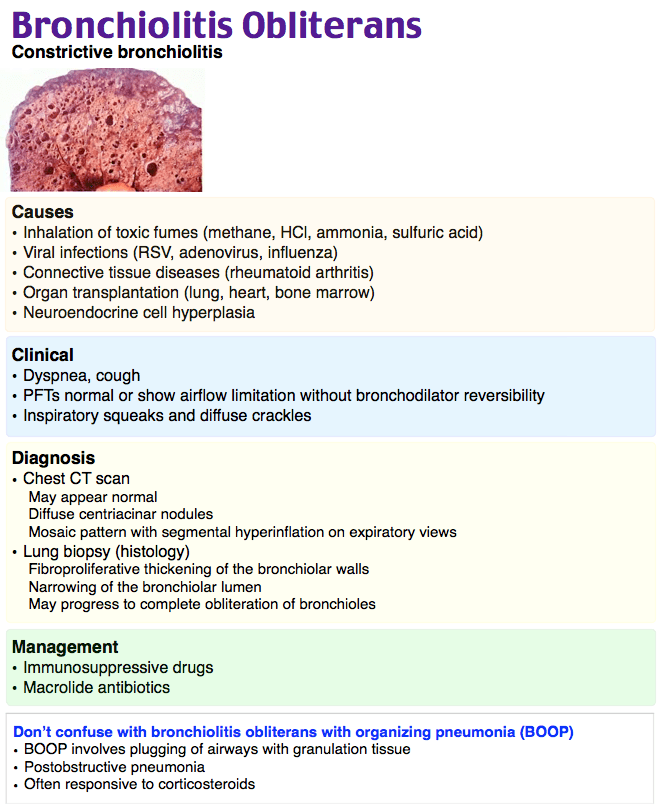 Bronchiolitis Obliterans
Constrictive bronchiolitis
Causes
• Inhalation of toxic fumes (methane, HCl, ammonia, sulfuric acid)
• Viral infections (RSV, adenovirus, influenza)
• Connective tissue diseases (rheumatoid arthritis)
• Organ transplantation (lung, heart, bone marrow)
• Neuroendocrine cell hyperplasia
Clinical
• Dyspnea, cough
• PFTs normal or show airflow limitation without bronchodilator reversibility
• Inspiratory squeaks and diffuse crackles
Diagnosis
• Chest CT scan
May appear normal
Diffuse centriacinar nodules
Mosaic pattern with segmental hyperinflation on expiratory views
• Lung biopsy (histology)
Fibroproliferative thickening of the bronchiolar walls
Narrowing of the bronchiolar lumen
May progress to complete obliteration of bronchioles
Management
• Immunosuppressive drugs
• Macrolide antibiotics
Don't confuse with bronchiolitis obliterans with organizing pneumonia (BOOP)
• BOOP involves plugging of airways with granulation tissue
• Postobstructive pneumonia
• Often responsive to corticosteroids